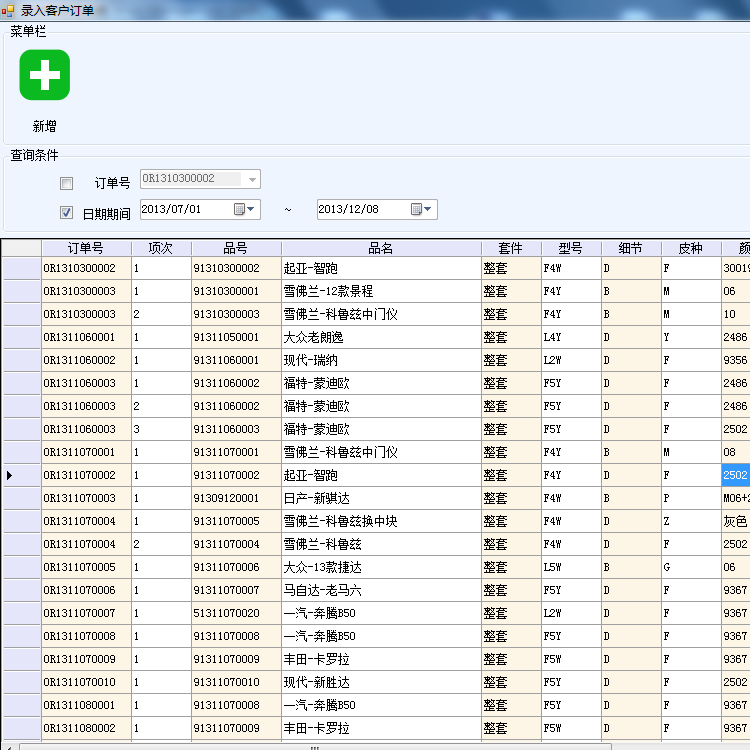 录入客户订单
菜单栏
新增
查询条件
订单号 OR1310300002
日期期间 2013/07/01 ~ 2013/12/08
订单号 项次 品号 品名 套件 型号 细节 皮种 颜
OR1310300002 1 91310300002 起亚-智跑 整套 F4W D F 30019
OR1310300003 1 91310300001 雪佛兰-12款景程 整套 F4Y B M 06
OR1310300003 2 91310300003 雪佛兰-科鲁兹中门仪 整套 F4Y B M 10
OR1311060001 1 91311050001 大众老朗逸 整套 L4Y D Y 2486
OR1311060002 1 91311060001 现代-瑞纳 整套 L2W D F 9356
OR1311060003 1 91311060002 福特-蒙迪欧 整套 F5Y D F 2486
OR1311060003 2 91311060002 福特-蒙迪欧 整套 F5Y D F 2486
OR1311060003 3 91311060003 福特-蒙迪欧 整套 F5Y D F 2502
OR1311070001 1 91311070001 雪佛兰-科鲁兹中门仪 整套 F4Y B M 08
OR1311070002 1 91311070002 起亚-智跑 整套 F4Y D F 2502
OR1311070003 1 91309120001 日产-新骐达 整套 F4W B P M06+2
OR1311070004 1 91311070005 雪佛兰-科鲁兹换中块 整套 F4W D Z 灰色
OR1311070004 2 91311070004 雪佛兰-科鲁兹 整套 F4W D F 2502
OR1311070005 1 91311070006 大众-13款捷达 整套 L5W B G 06
OR1311070006 1 91311070007 马自达-老马六 整套 F5Y D F 9367
OR1311070007 1 51311070020 一汽-奔腾B50 整套 L2W D F 9367
OR1311070008 1 91311070008 一汽-奔腾B50 整套 F5Y D F 9367
OR1311070009 1 91311070009 丰田-卡罗拉 整套 F5W D F 9367
OR1311070010 1 91311070010 现代-新胜达 整套 F5Y D F 2502
OR1311080001 1 91311070008 一汽-奔腾B50 整套 F5Y D F 9367
OR1311080002 1 91311070009 丰田-卡罗拉 整套 F5W D F 9367